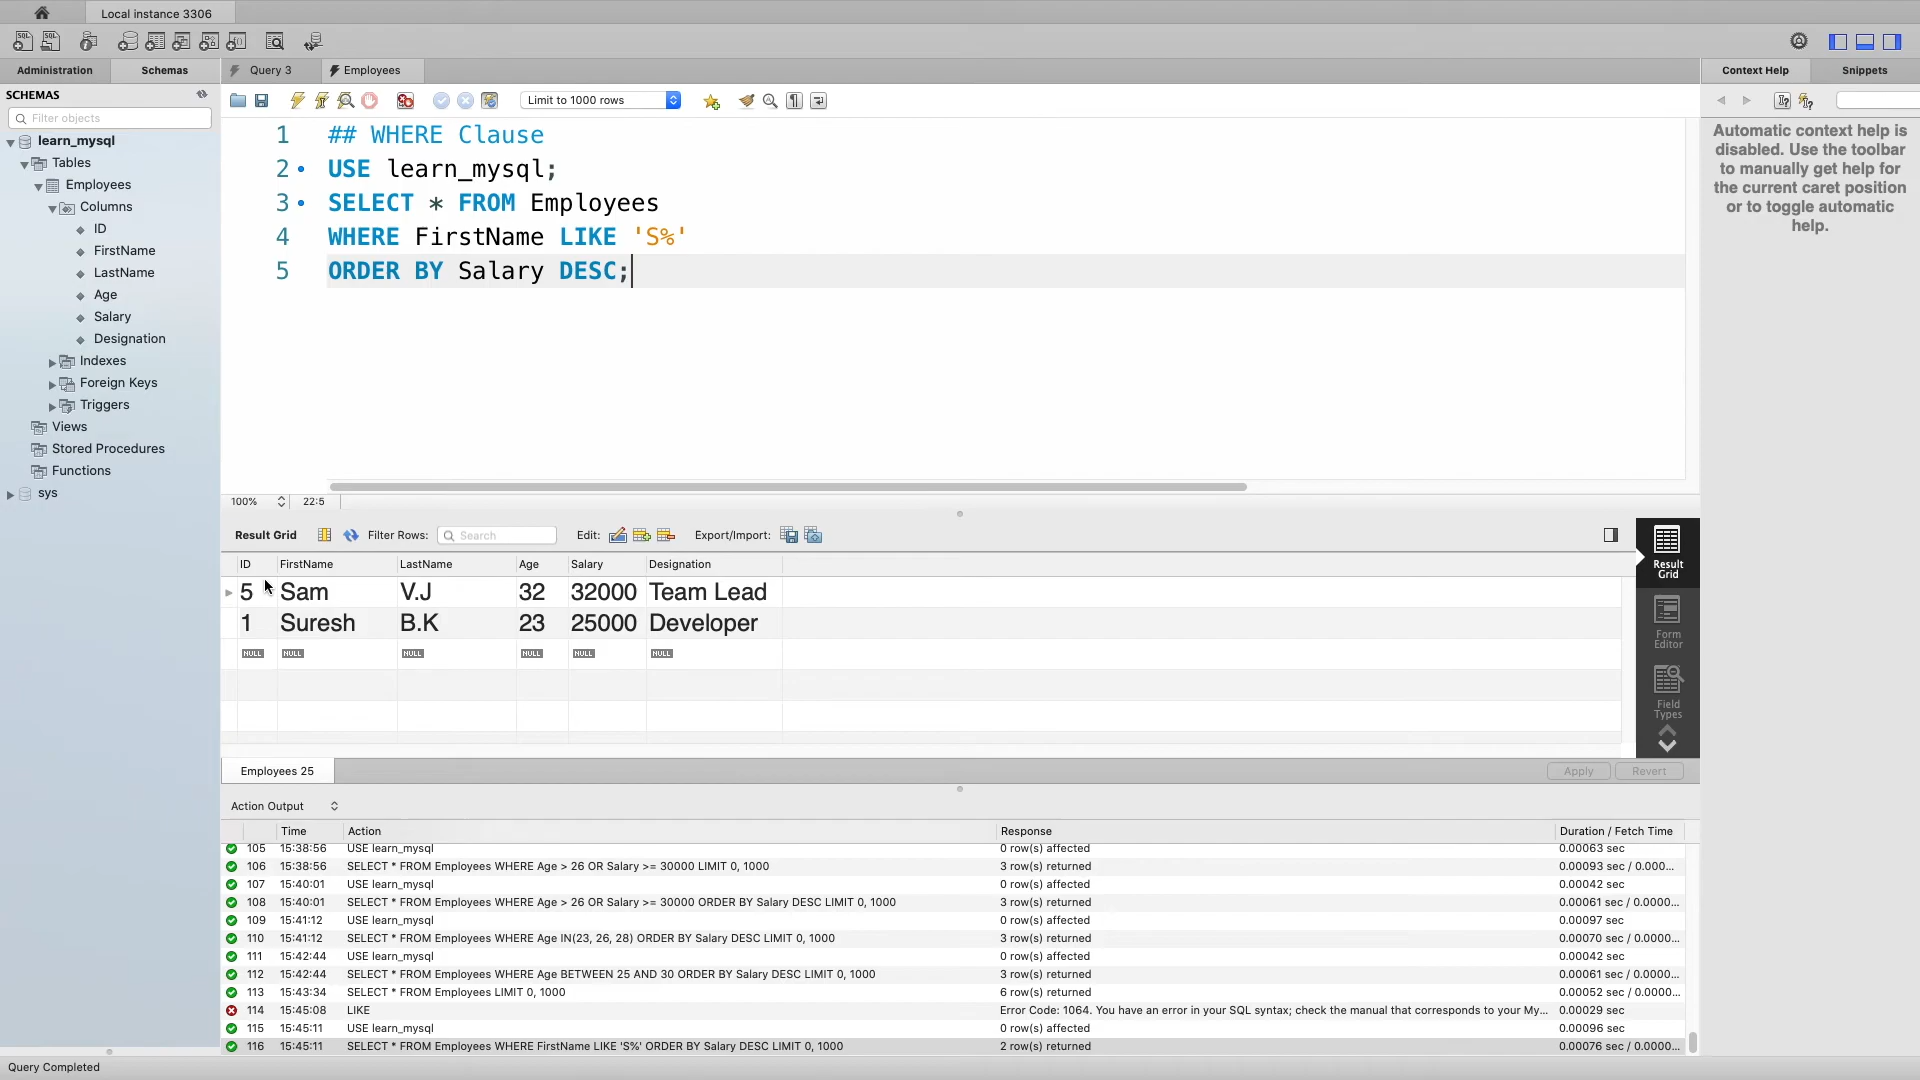 Local instance 3306
Administration Schemas Query 3 Employees Context Help Snippets
SCHEMAS
Limit to 1000 rows
Filter objects
learn_mysql
Tables
Employees
Columns
ID
FirstName
LastName
Age
Salary
Designation
Indexes
Foreign Keys
Triggers
Views
Stored Procedures
Functions
sys
1 ## WHERE Clause
2 USE learn_mysql;
3 SELECT * FROM Employees
4 WHERE FirstName LIKE 'S%'
5 ORDER BY Salary DESC;
Automatic context help is
disabled. Use the toolbar
to manually get help for
the current caret position
or to toggle automatic
help.
100% 22:5
Result Grid Filter Rows: Search Edit: Export/Import:
ID FirstName LastName Age Salary Designation
5 Sam V.J 32 32000 Team Lead
1 Suresh B.K 23 25000 Developer
NULL NULL NULL NULL NULL NULL
Result
Grid
Form
Editor
Field
Types
Employees 25 Apply Revert
Action Output
Time Action Response Duration / Fetch Time
105 15:38:56 USE learn_mysql 0 row(s) affected 0.00063 sec
106 15:38:56 SELECT * FROM Employees WHERE Age > 26 OR Salary >= 30000 LIMIT 0, 1000 3 row(s) returned 0.00093 sec / 0.000...
107 15:40:01 USE learn_mysql 0 row(s) affected 0.00042 sec
108 15:40:01 SELECT * FROM Employees WHERE Age > 26 OR Salary >= 30000 ORDER BY Salary DESC LIMIT 0, 1000 3 row(s) returned 0.00061 sec / 0.0000...
109 15:41:12 USE learn_mysql 0 row(s) affected 0.00097 sec
110 15:41:12 SELECT * FROM Employees WHERE Age IN(23, 26, 28) ORDER BY Salary DESC LIMIT 0, 1000 3 row(s) returned 0.00070 sec / 0.0000...
111 15:42:44 USE learn_mysql 0 row(s) affected 0.00042 sec
112 15:42:44 SELECT * FROM Employees WHERE Age BETWEEN 25 AND 30 ORDER BY Salary DESC LIMIT 0, 1000 3 row(s) returned 0.00061 sec / 0.0000...
113 15:43:34 SELECT * FROM Employees LIMIT 0, 1000 6 row(s) returned 0.00052 sec / 0.0000...
114 15:45:08 LIKE Error Code: 1064. You have an error in your SQL syntax; check the manual that corresponds to your My... 0.00029 sec
115 15:45:11 USE learn_mysql 0 row(s) affected 0.00096 sec
116 15:45:11 SELECT * FROM Employees WHERE FirstName LIKE 'S%' ORDER BY Salary DESC LIMIT 0, 1000 2 row(s) returned 0.00076 sec / 0.0000...
Query Completed